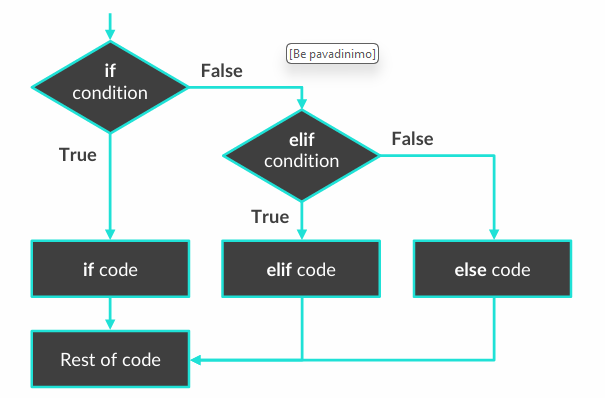 if
condition
False
[Be pavadinimo]
elif
condition
False
True
True
if code
elif code
else code
Rest of code